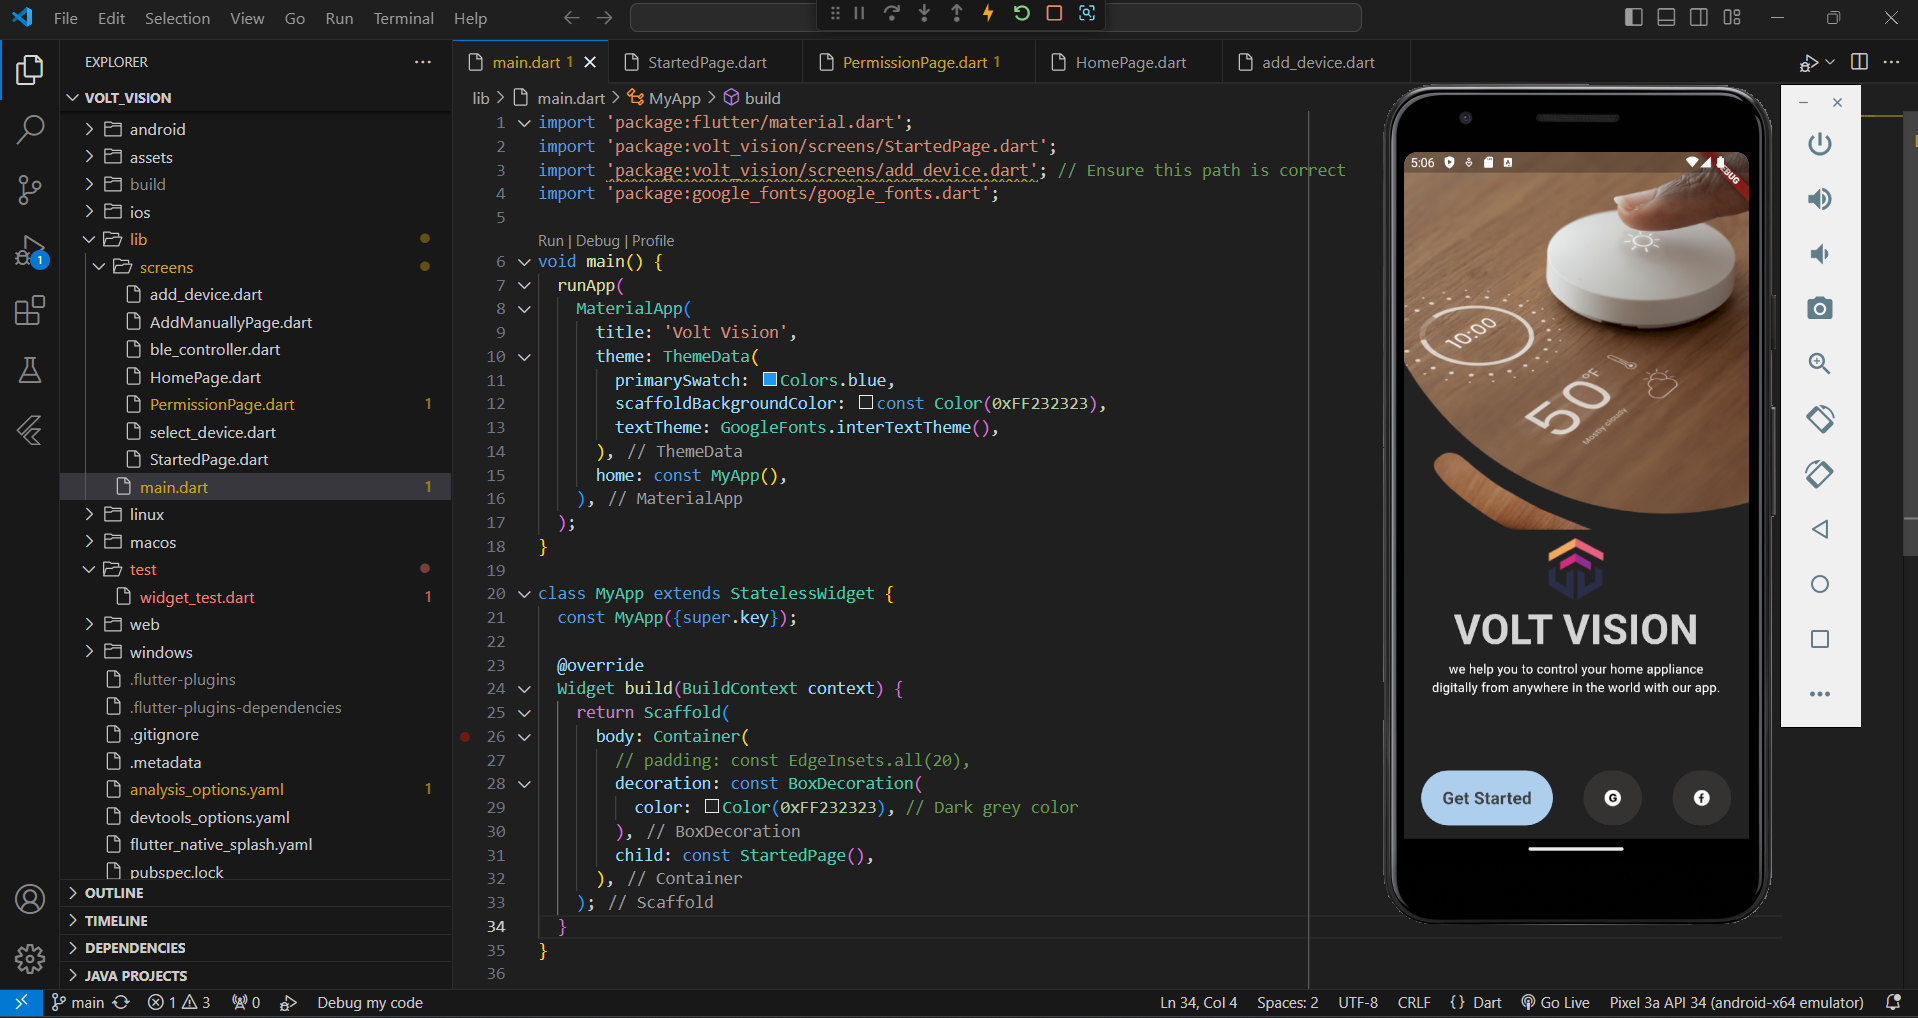 File Edit Selection View Go Run Terminal Help
EXPLORER
VOLT_VISION
android
assets
build
ios
lib
screens
add_device.dart
AddManuallyPage.dart
ble_controller.dart
HomePage.dart
PermissionPage.dart 1
select_device.dart
StartedPage.dart
main.dart 1
linux
macos
test
widget_test.dart 1
web
windows
.flutter-plugins
.flutter-plugins-dependencies
.gitignore
.metadata
analysis_options.yaml 1
devtools_options.yaml
flutter_native_splash.yaml
pubspec.lock
OUTLINE
TIMELINE
DEPENDENCIES
JAVA PROJECTS
1
main.dart 1 StartedPage.dart PermissionPage.dart 1 HomePage.dart add_device.dart
lib > main.dart > MyApp > build
1 import 'package:flutter/material.dart';
2 import 'package:volt_vision/screens/StartedPage.dart';
3 import 'package:volt_vision/screens/add_device.dart'; // Ensure this path is correct
4 import 'package:google_fonts/google_fonts.dart';
5
Run | Debug | Profile
6 void main() {
7 runApp(
8 MaterialApp(
9 title: 'Volt Vision',
10 theme: ThemeData(
11 primarySwatch: Colors.blue,
12 scaffoldBackgroundColor: const Color(0xFF232323),
13 textTheme: GoogleFonts.interTextTheme(),
14 ), // ThemeData
15 home: const MyApp(),
16 ), // MaterialApp
17 );
18 }
19
20 class MyApp extends StatelessWidget {
21 const MyApp({super.key});
22
23 @override
24 Widget build(BuildContext context) {
25 return Scaffold(
26 body: Container(
27 // padding: const EdgeInsets.all(20),
28 decoration: const BoxDecoration(
29 color: Color(0xFF232323), // Dark grey color
30 ), // BoxDecoration
31 child: const StartedPage(),
32 ), // Container
33 ); // Scaffold
34 }
35 }
36
5:06
DEBUG
10:00
50°F
Mostly cloudy
VOLT VISION
we help you to control your home appliance
digitally from anywhere in the world with our app.
Get Started G f
main 1 3 0 Debug my code Ln 34, Col 4 Spaces: 2 UTF-8 CRLF {} Dart Go Live Pixel 3a API 34 (android-x64 emulator)